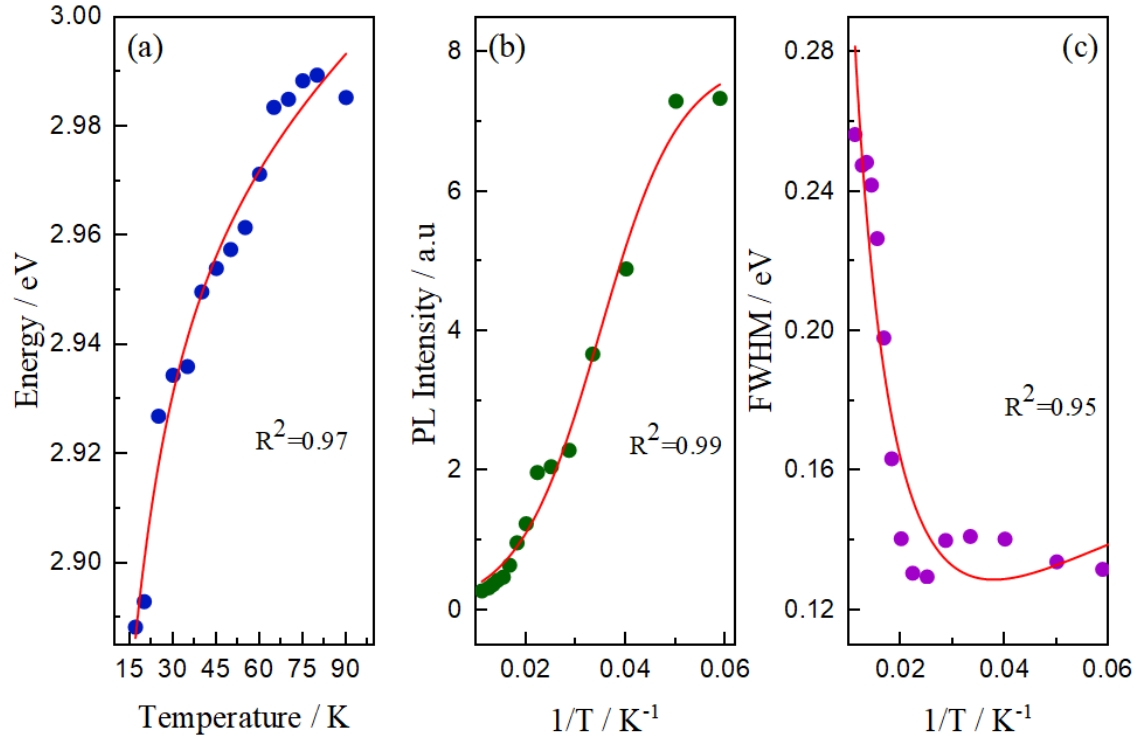 (a)
3.00
2.98
2.96
2.94
2.92
2.90
Energy / eV
R²=0.97
15 30 45 60 75 90
Temperature / K
(b)
8
6
4
2
0
PL Intensity / a.u
R²=0.99
0.02 0.04 0.06
1/T / K⁻¹
(c)
0.28
0.24
0.20
0.16
0.12
FWHM / eV
R²=0.95
0.02 0.04 0.06
1/T / K⁻¹